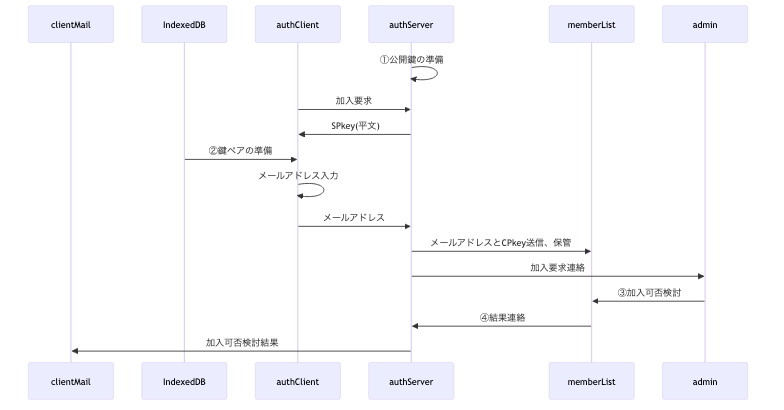 clientMail IndexedDB authClient authServer memberList admin
①公開鍵の準備
加入要求
SPkey(平文)
②鍵ペアの準備
メールアドレス入力
メールアドレス
メールアドレスとCPkey送信、保管
加入要求連絡
③加入可否検討
④結果連絡
加入可否検討結果
clientMail IndexedDB authClient authServer memberList admin